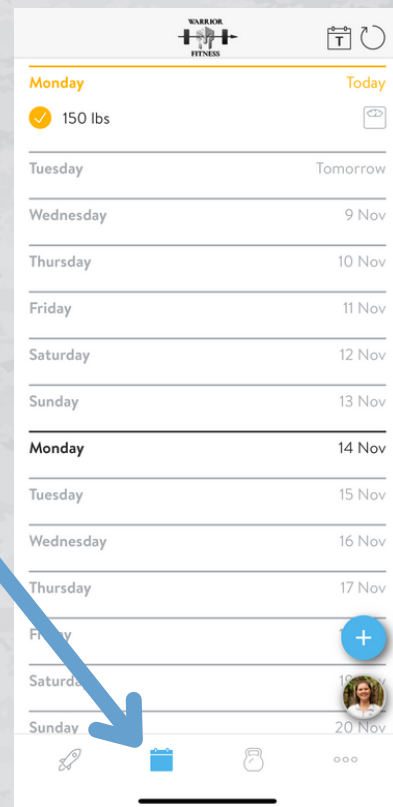 WARRIOR
FITNESS
T
Monday Today
150 lbs
Tuesday Tomorrow
Wednesday 9 Nov
Thursday 10 Nov
Friday 11 Nov
Saturday 12 Nov
Sunday 13 Nov
Monday 14 Nov
Tuesday 15 Nov
Wednesday 16 Nov
Thursday 17 Nov
Sunday 20 Nov